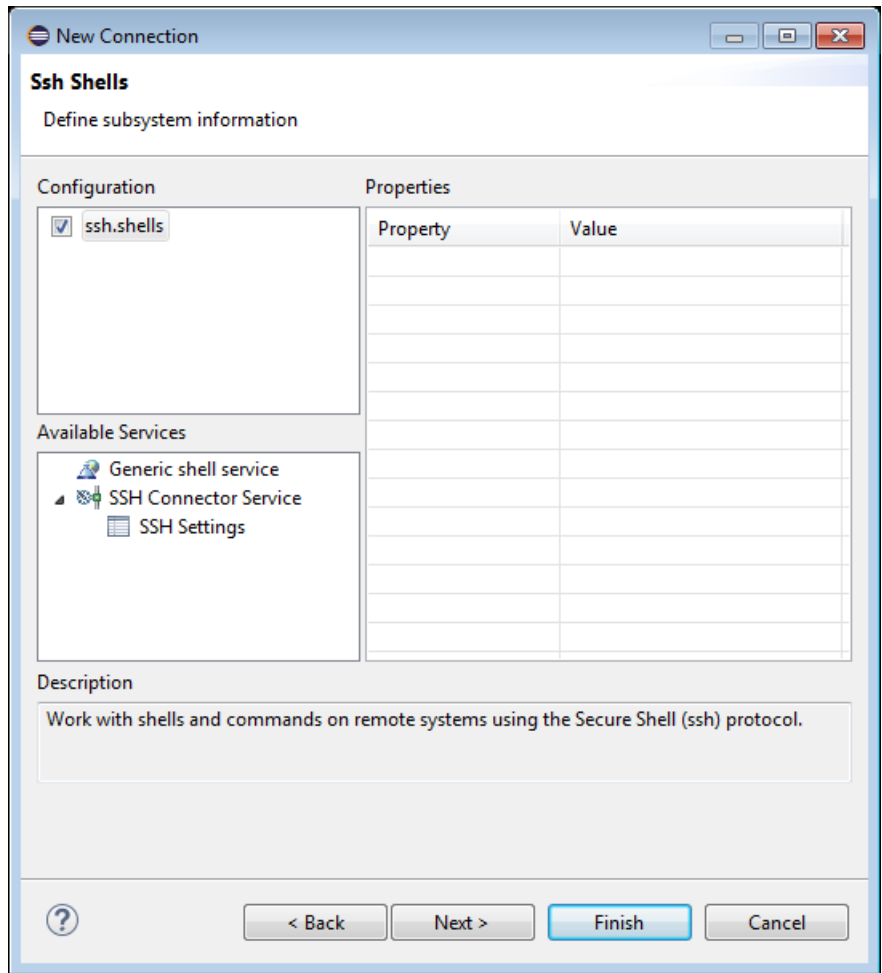 New Connection
Ssh Shells
Define subsystem information
Configuration
ssh.shells
Properties
Property Value
Available Services
Generic shell service
SSH Connector Service
SSH Settings
Description
Work with shells and commands on remote systems using the Secure Shell (ssh) protocol.
? < Back Next > Finish Cancel